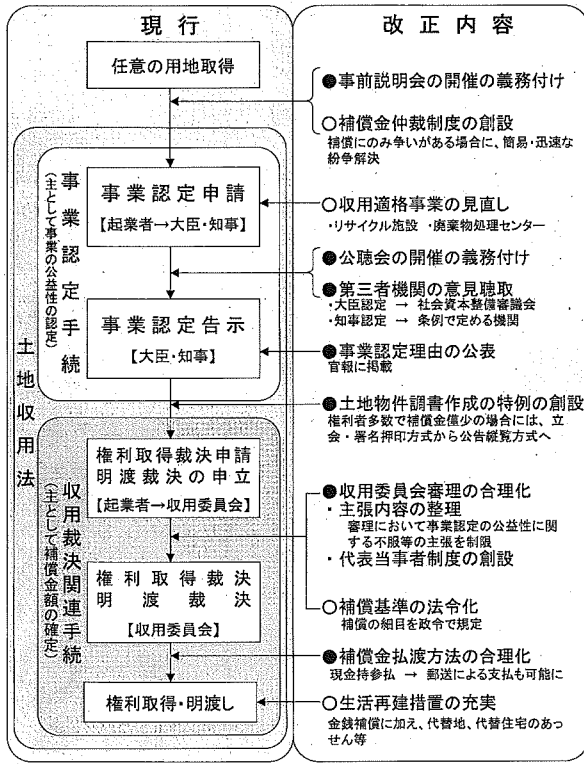 現行
任意の用地取得
土地収用法
事業認定手続
(主として事業の公益性の認定)
事業認定申請
【起業者→大臣・知事】
事業認定告示
【大臣・知事】
収用裁決関連手続
(主として補償金額の確定)
権利取得裁決申請
明渡裁決の申立
【起業者→収用委員会】
権利取得裁決
明渡裁決
【収用委員会】
権利取得・明渡し
改正内容
●事前説明会の開催の義務付け
○補償金仲裁制度の創設
補償にのみ争いがある場合に、簡易・迅速な
紛争解決
○収用適格事業の見直し
・リサイクル施設 ・廃棄物処理センター
●公聴会の開催の義務付け
●第三者機関の意見聴取
・大臣認定 → 社会資本整備審議会
・知事認定 → 条例で定める機関
●事業認定理由の公表
官報に掲載
●土地物件調書作成の特例の創設
権利者多数で補償金僅少の場合には、立
会・署名押印方式から公告縦覧方式へ
●収用委員会審理の合理化
・主張内容の整理
審理において事業認定の公益性に関
する不服等の主張を制限
・代表当事者制度の創設
○補償基準の法令化
補償の細目を政令で規定
●補償金払渡方法の合理化
現金持参払 → 郵送による支払も可能に
○生活再建措置の充実
金銭補償に加え、代替地、代替住宅のあっ
せん等